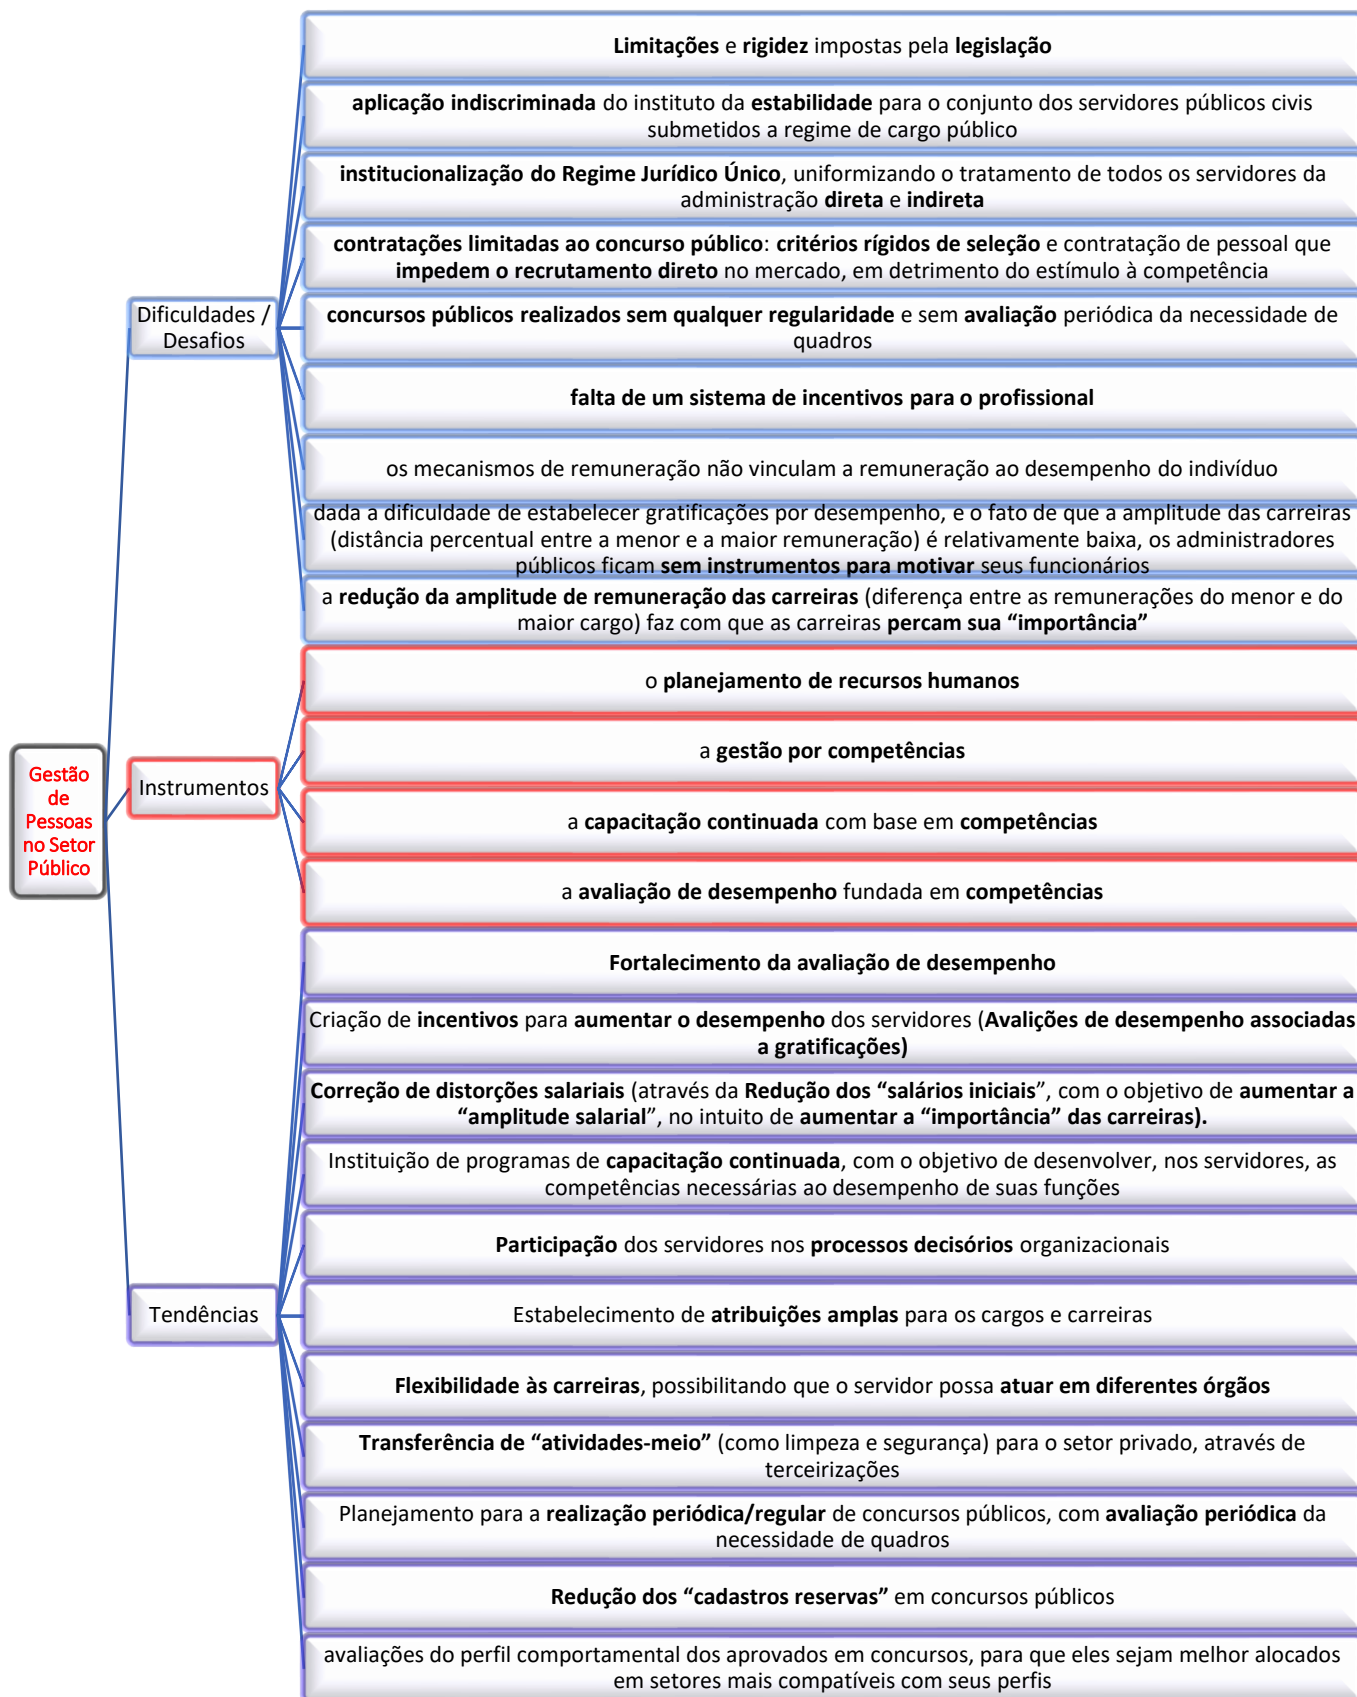 Gestão
de
Pessoas
no Setor
Público
Dificuldades /
Desafios
Limitações e rigidez impostas pela legislação
aplicação indiscriminada do instituto da estabilidade para o conjunto dos servidores públicos civis
submetidos a regime de cargo público
institucionalização do Regime Jurídico Único, uniformizando o tratamento de todos os servidores da
administração direta e indireta
contratações limitadas ao concurso público: critérios rígidos de seleção e contratação de pessoal que
impedem o recrutamento direto no mercado, em detrimento do estímulo à competência
concursos públicos realizados sem qualquer regularidade e sem avaliação periódica da necessidade de
quadros
falta de um sistema de incentivos para o profissional
os mecanismos de remuneração não vinculam a remuneração ao desempenho do indivíduo
dada a dificuldade de estabelecer gratificações por desempenho, e o fato de que a amplitude das carreiras
(distância percentual entre a menor e a maior remuneração) é relativamente baixa, os administradores
públicos ficam sem instrumentos para motivar seus funcionários
a redução da amplitude de remuneração das carreiras (diferença entre as remunerações do menor e do
maior cargo) faz com que as carreiras percam sua “importância”
Instrumentos
o planejamento de recursos humanos
a gestão por competências
a capacitação continuada com base em competências
a avaliação de desempenho fundada em competências
Tendências
Fortalecimento da avaliação de desempenho
Criação de incentivos para aumentar o desempenho dos servidores (Avalições de desempenho associadas
a gratificações)
Correção de distorções salariais (através da Redução dos “salários iniciais”, com o objetivo de aumentar a
“amplitude salarial”, no intuito de aumentar a “importância” das carreiras).
Instituição de programas de capacitação continuada, com o objetivo de desenvolver, nos servidores, as
competências necessárias ao desempenho de suas funções
Participação dos servidores nos processos decisórios organizacionais
Estabelecimento de atribuições amplas para os cargos e carreiras
Flexibilidade às carreiras, possibilitando que o servidor possa atuar em diferentes órgãos
Transferência de “atividades-meio” (como limpeza e segurança) para o setor privado, através de
terceirizações
Planejamento para a realização periódica/regular de concursos públicos, com avaliação periódica da
necessidade de quadros
Redução dos “cadastros reservas” em concursos públicos
avaliações do perfil comportamental dos aprovados em concursos, para que eles sejam melhor alocados
em setores mais compatíveis com seus perfis